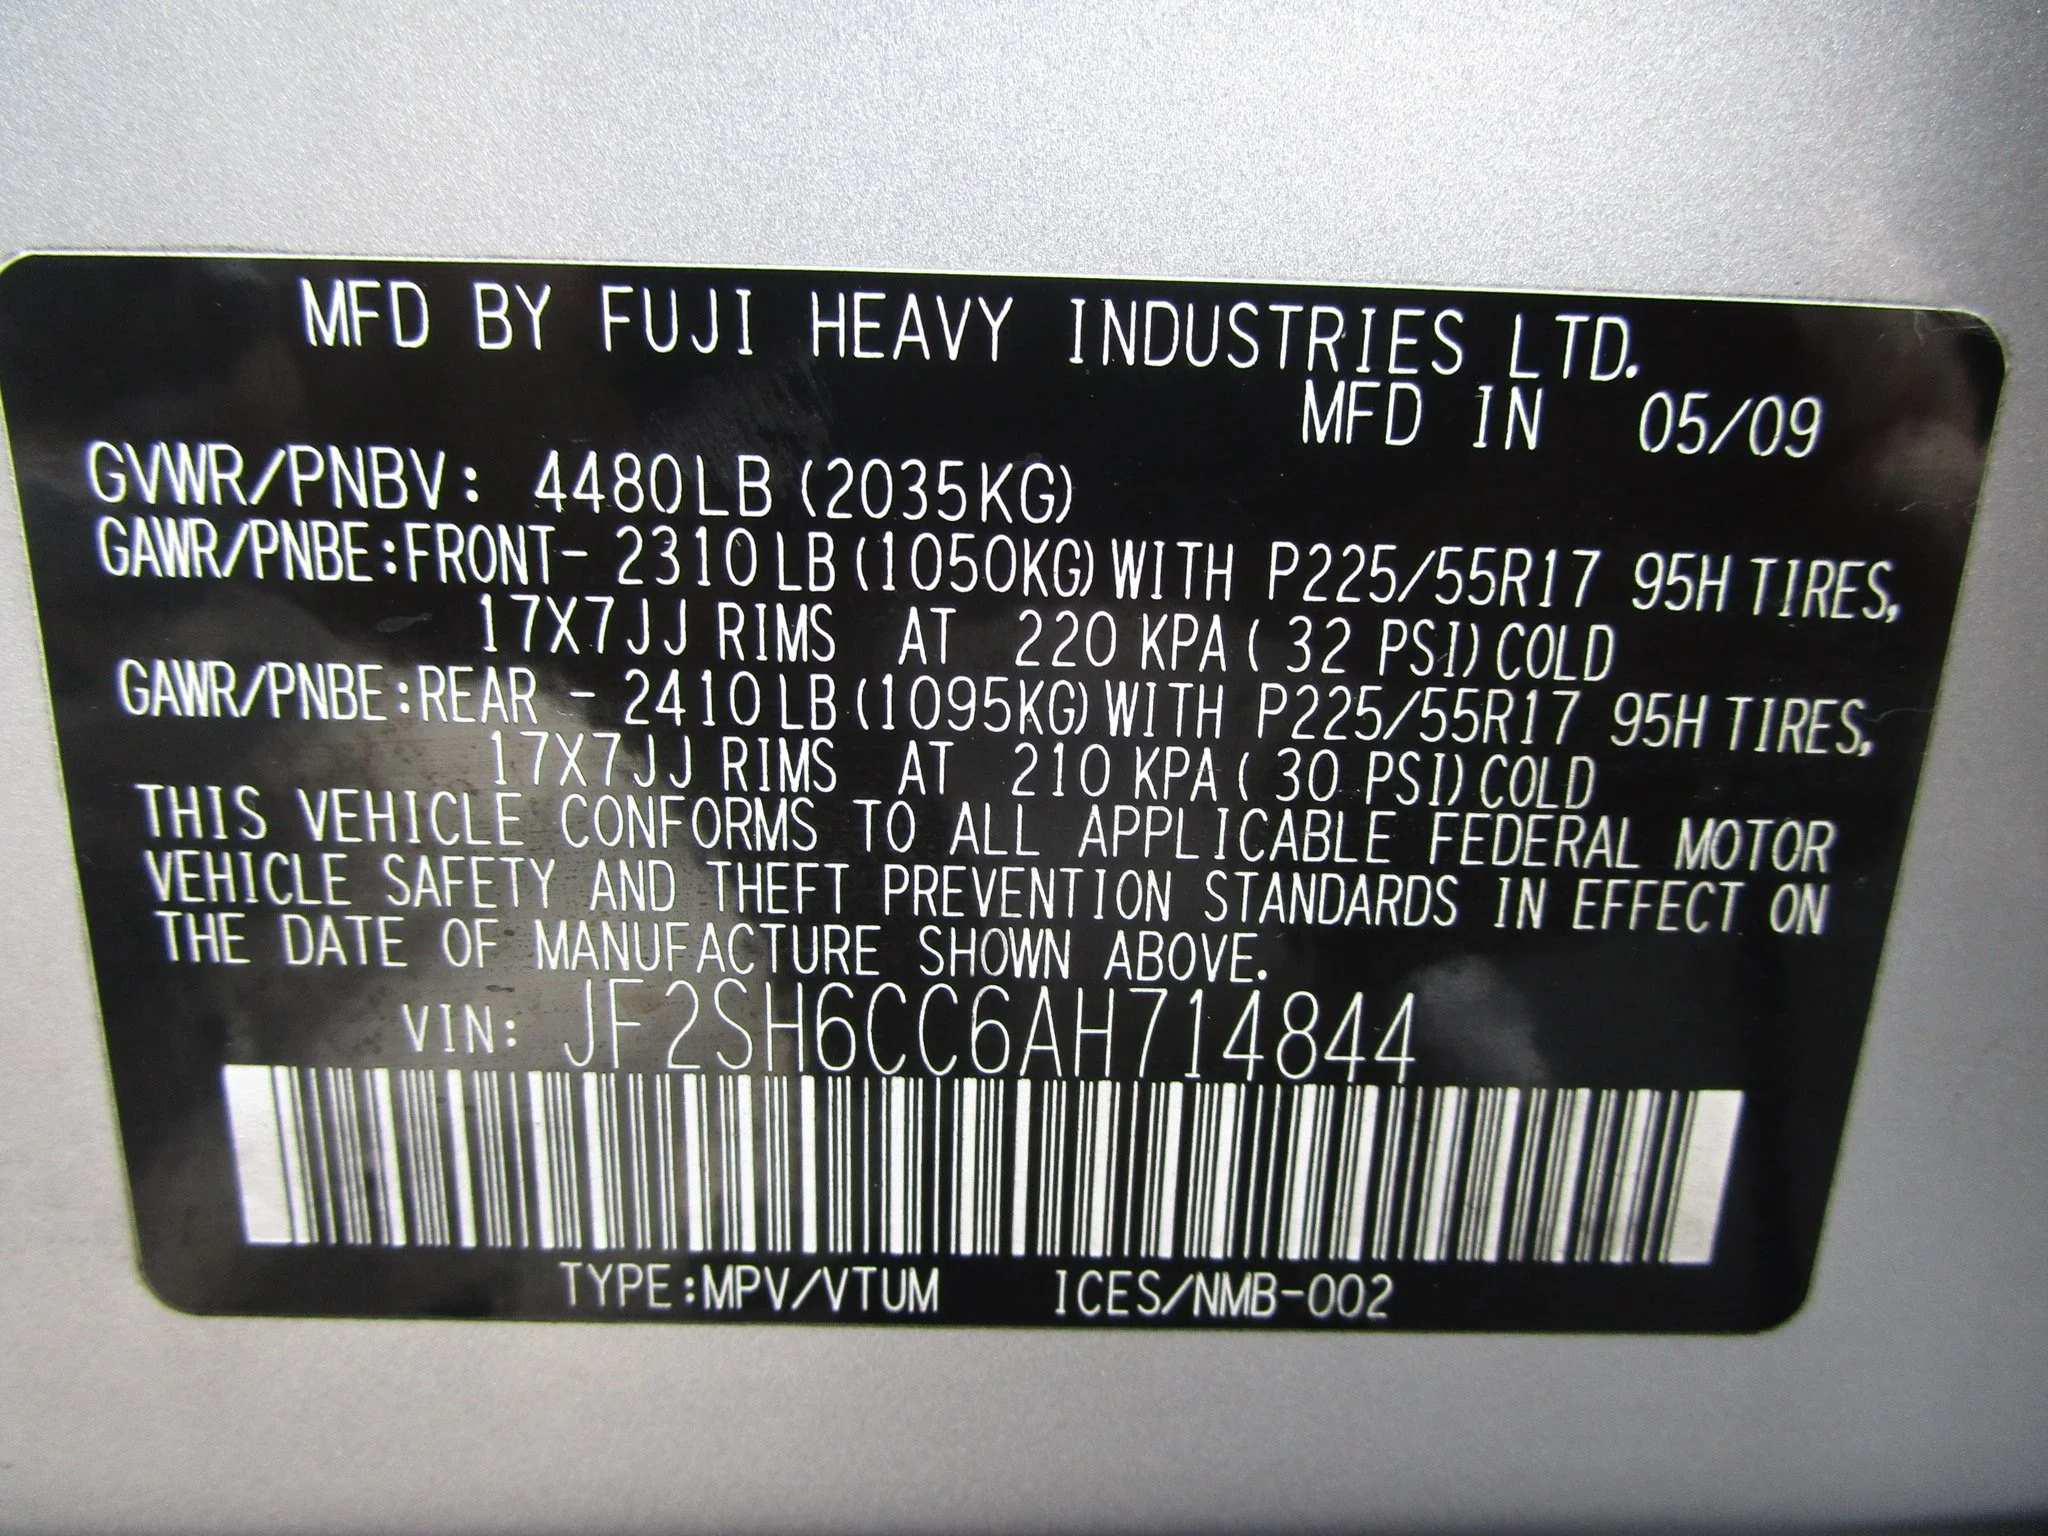 MFD BY FUJI HEAVY INDUSTRIES LTD.
MFD IN 05/09
GVWR/PNBV: 4480LB (2035KG)
GAWR/PNBE:FRONT- 2310LB (1050KG) WITH P225/55R17 95H TIRES,
17X7JJ RIMS AT 220 KPA ( 32 PSI) COLD
GAWR/PNBE:REAR - 2410LB (1095KG) WITH P225/55R17 95H TIRES,
17X7JJ RIMS AT 210 KPA ( 30 PSI) COLD
THIS VEHICLE CONFORMS TO ALL APPLICABLE FEDERAL MOTOR
VEHICLE SAFETY AND THEFT PREVENTION STANDARDS IN EFFECT ON
THE DATE OF MANUFACTURE SHOWN ABOVE.
VIN: JF2SH6CC6AH714844
TYPE:MPV/VTUM ICES/NMB-002